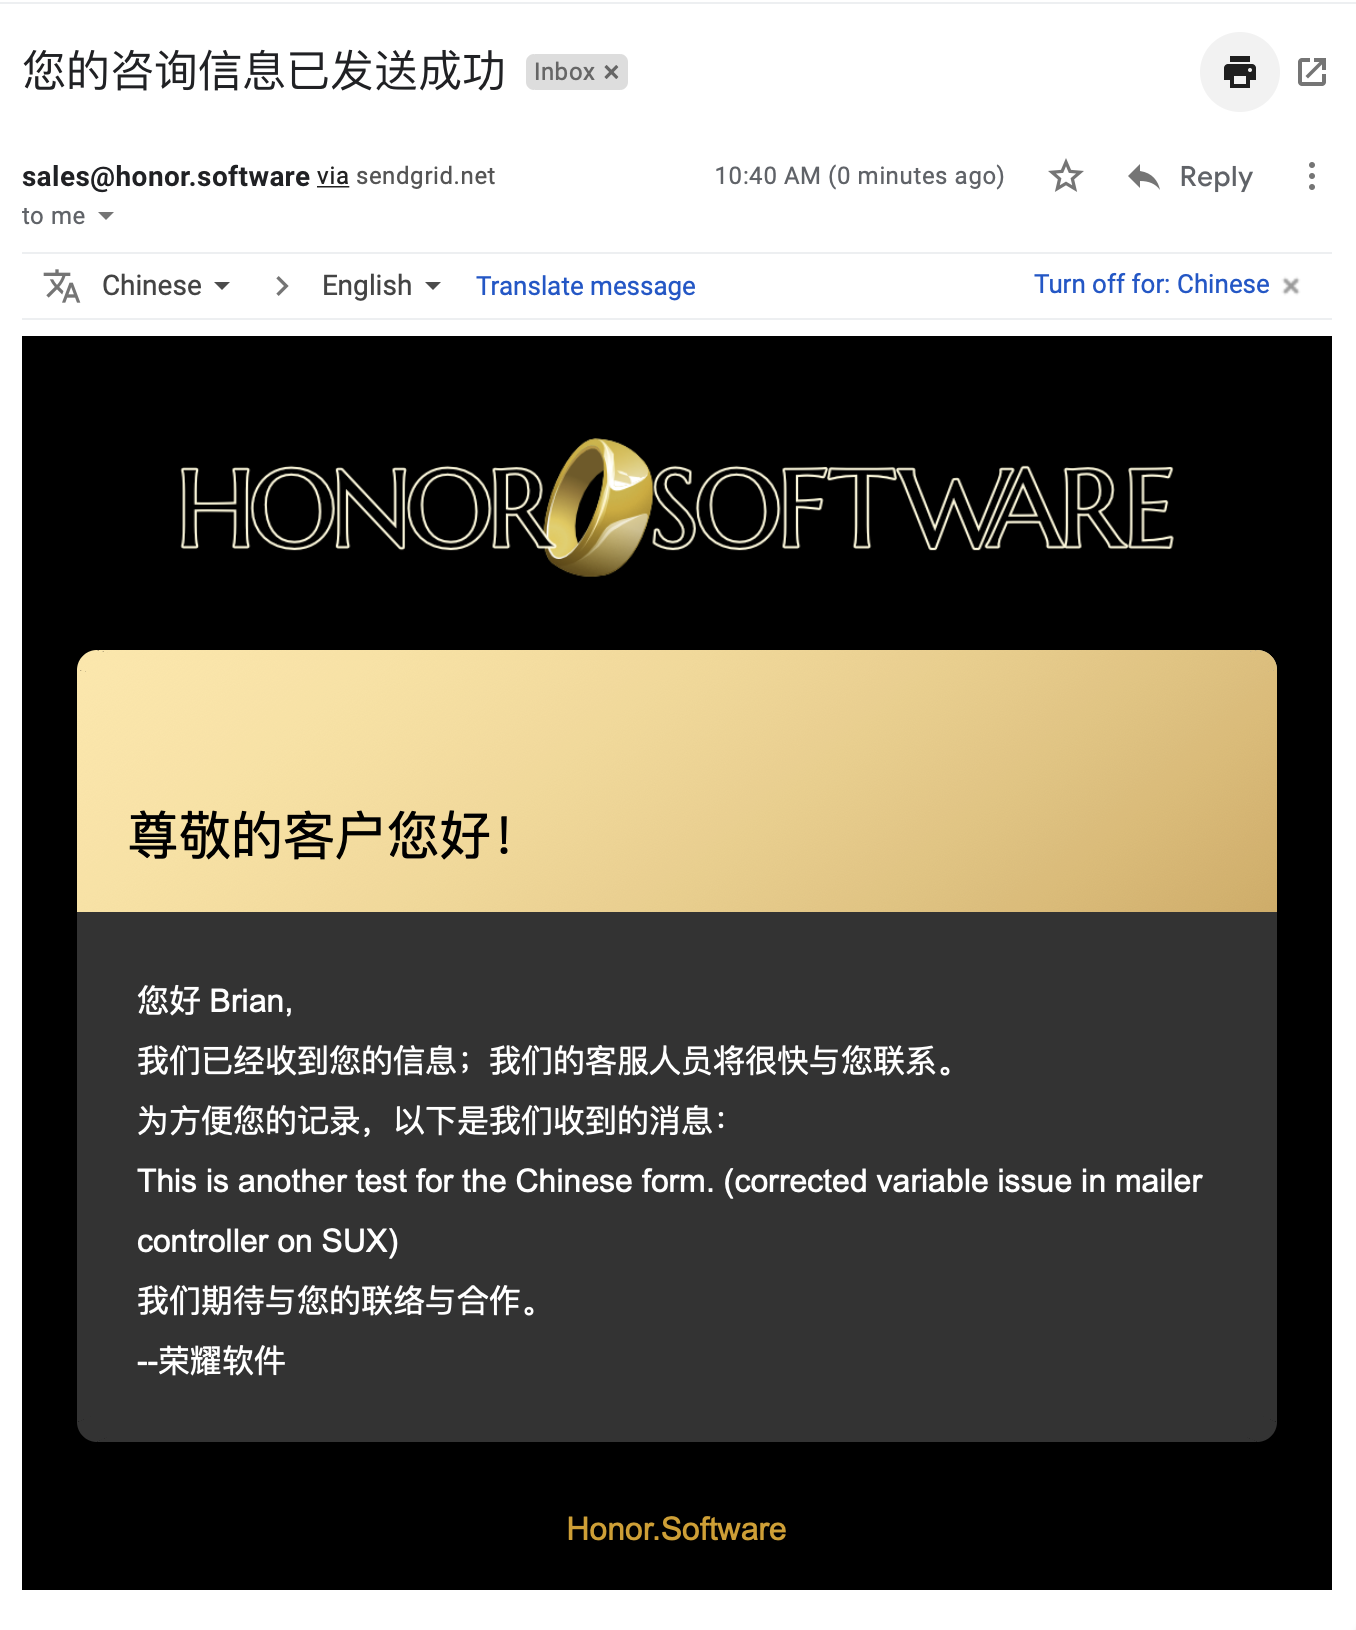 您的咨询信息已发送成功 Inbox ×
sales@honor.software via sendgrid.net 10:40 AM (0 minutes ago) Reply
to me
Chinese > English Translate message Turn off for: Chinese ×
HONOR SOFTWARE
尊敬的客户您好！
您好 Brian,
我们已经收到您的信息；我们的客服人员将很快与您联系。
为方便您的记录，以下是我们收到的消息：
This is another test for the Chinese form. (corrected variable issue in mailer
controller on SUX)
我们期待与您的联络与合作。
--荣耀软件
Honor.Software